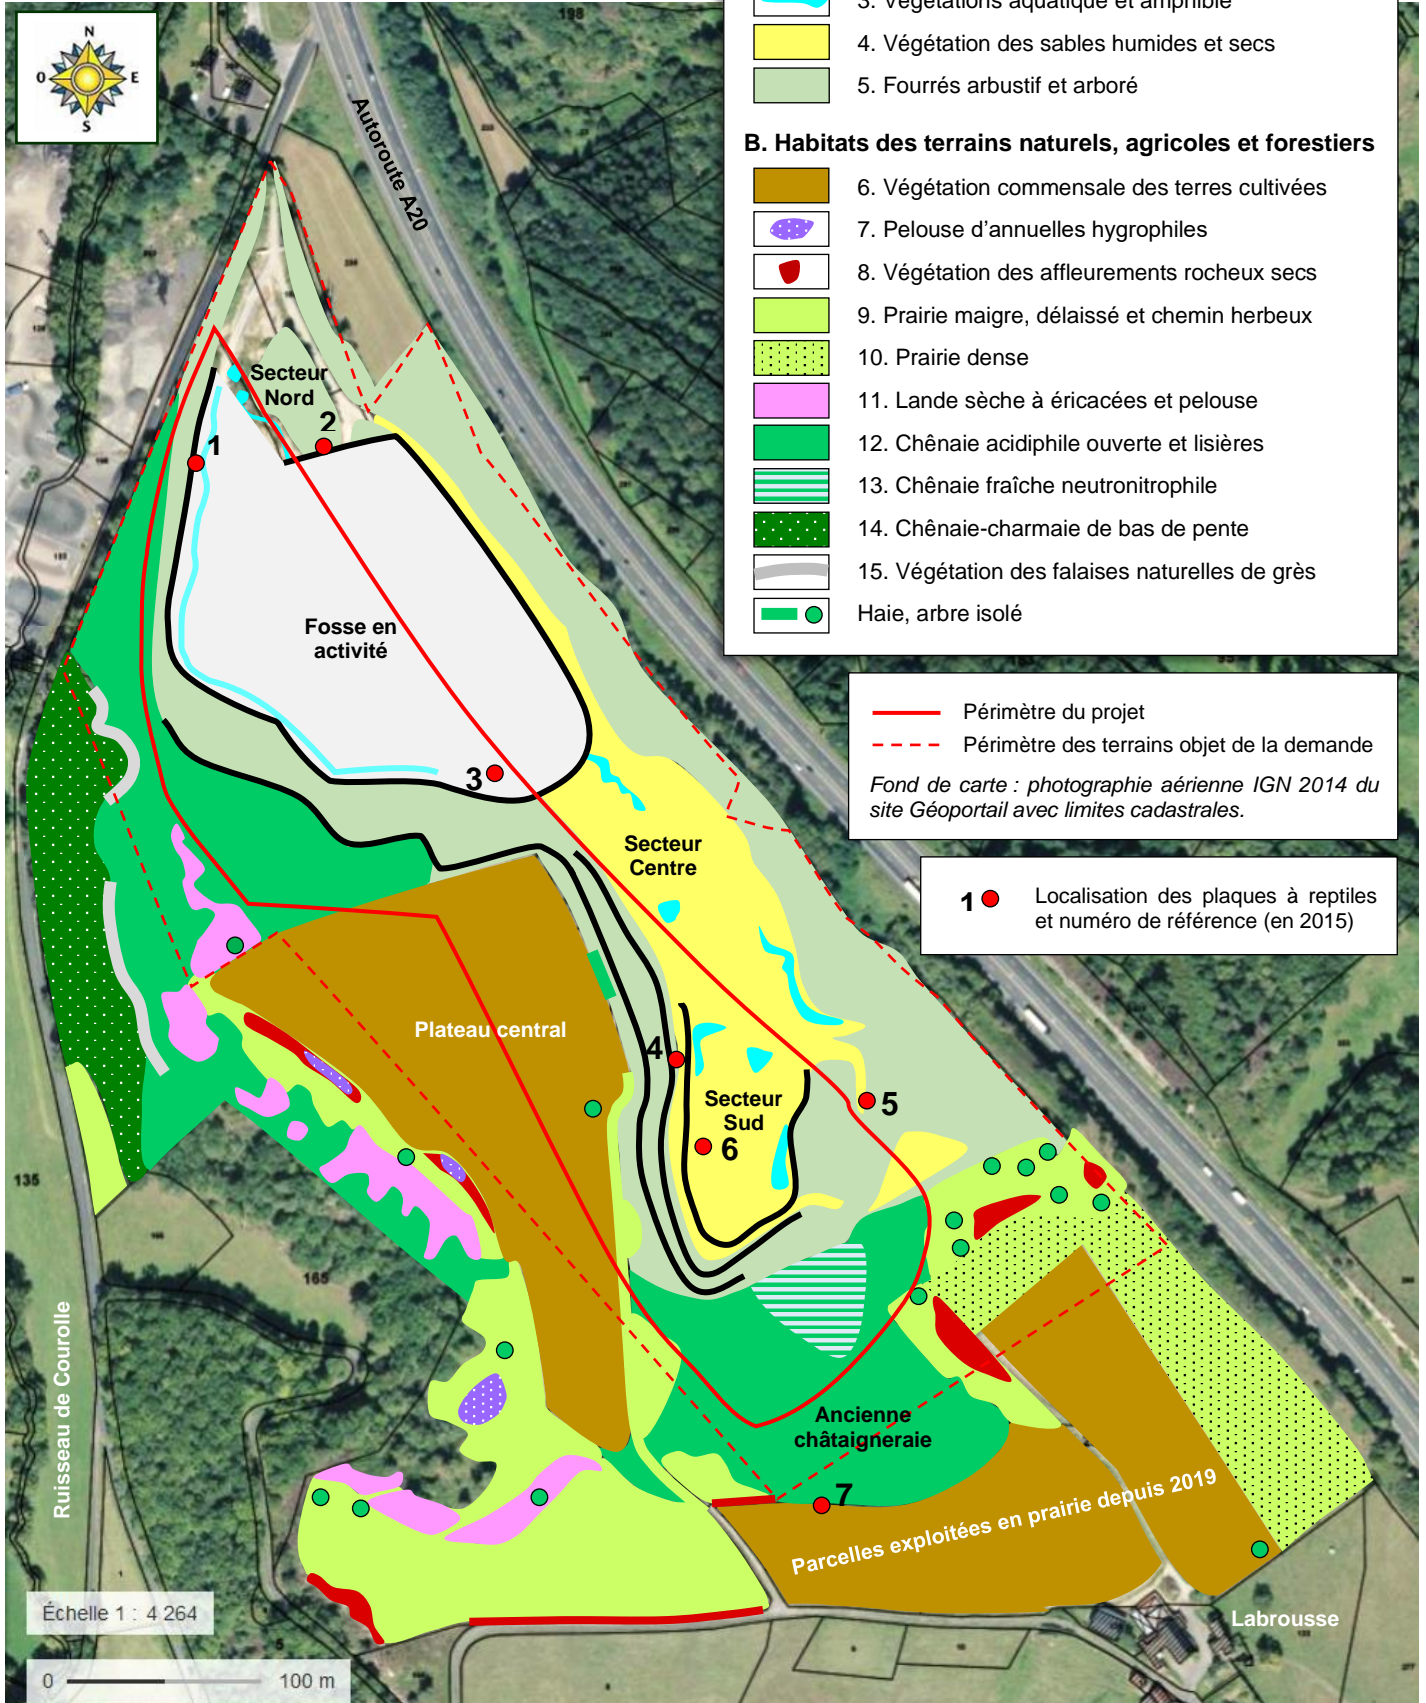 3. Végétations aquatique et amphibie
4. Végétation des sables humides et secs
5. Fourrés arbustif et arboré
B. Habitats des terrains naturels, agricoles et forestiers
6. Végétation commensale des terres cultivées
7. Pelouse d'annuelles hygrophiles
8. Végétation des affleurements rocheux secs
9. Prairie maigre, délaissé et chemin herbeux
10. Prairie dense
11. Lande sèche à éricacées et pelouse
12. Chênaie acidiphile ouverte et lisières
13. Chênaie fraîche neutronitrophile
14. Chênaie-charmaie de bas de pente
15. Végétation des falaises naturelles de grès
Haie, arbre isolé
Périmètre du projet
Périmètre des terrains objet de la demande
Fond de carte : photographie aérienne IGN 2014 du
site Géoportail avec limites cadastrales.
1
Localisation des plaques à reptiles
et numéro de référence (en 2015)
N
O
E
S
198
Autoroute A20
Secteur
Nord
2
1
Fosse en
activité
3
Secteur
Centre
Plateau central
4
Secteur
Sud
5
6
135
165
Ruisseau de Courolle
Ancienne
châtaigneraie
7
Parcelles exploitées en prairie depuis 2019
Labrousse
Échelle 1 : 4 264
0
100 m